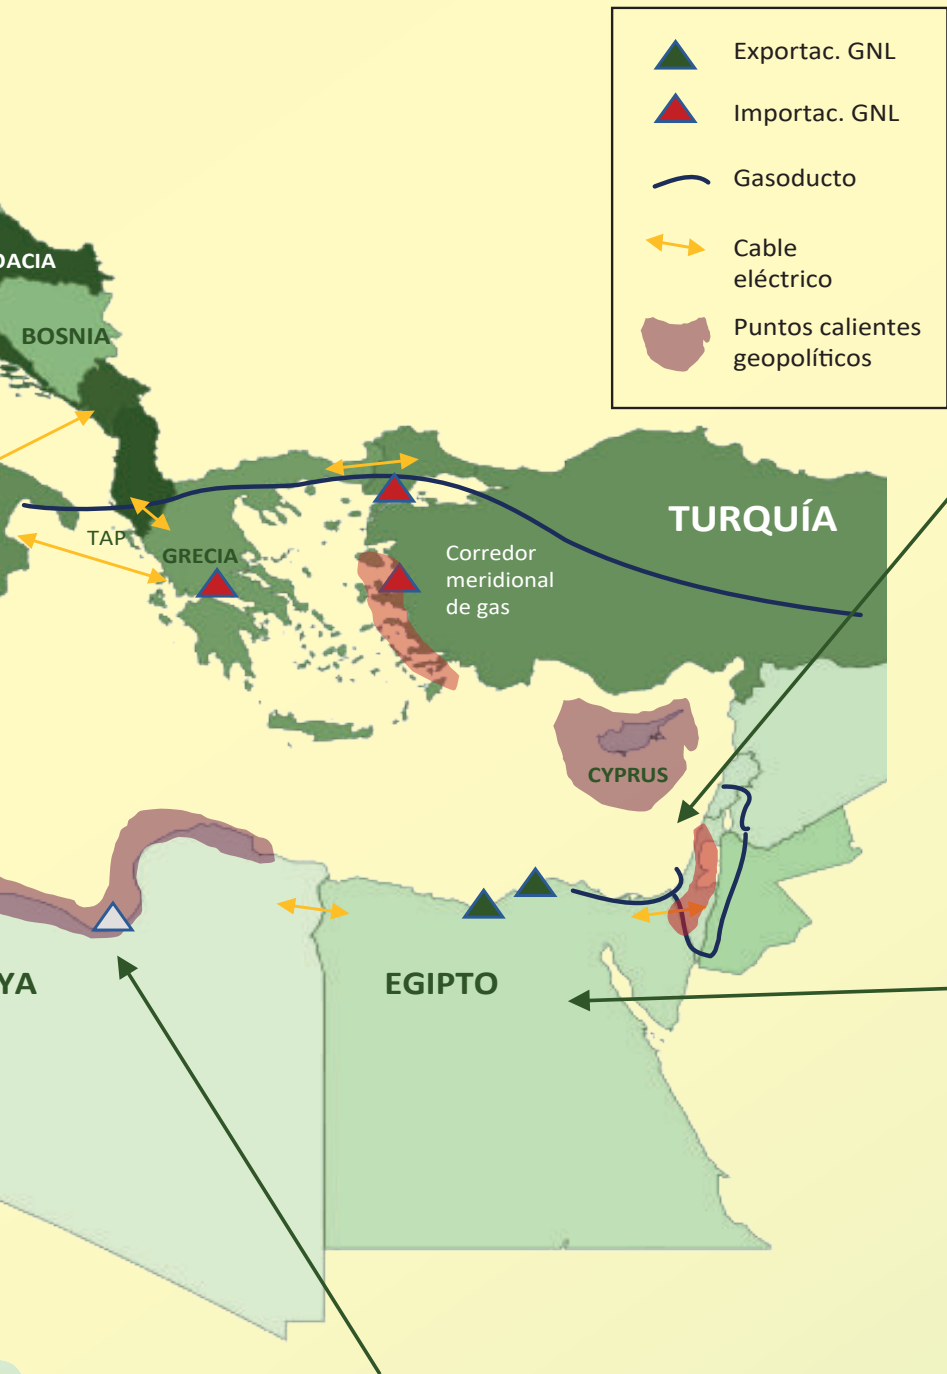 Exportac. GNL
Importac. GNL
Gasoducto
Cable
eléctrico
Puntos calientes
geopolíticos
DACIA
BOSNIA
TURQUÍA
TAP
GRECIA
Corredor
meridional
de gas
CYPRUS
YA
EGIPTO